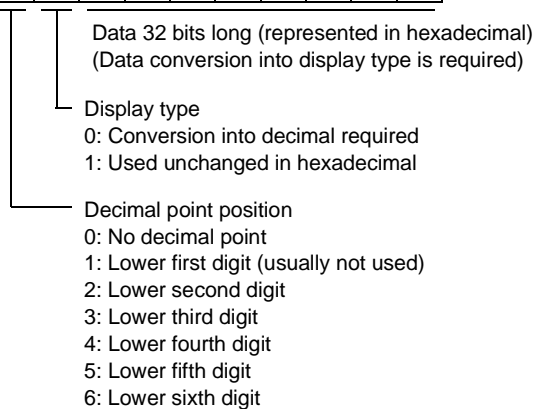 Data 32 bits long (represented in hexadecimal)
(Data conversion into display type is required)
Display type
0: Conversion into decimal required
1: Used unchanged in hexadecimal
Decimal point position
0: No decimal point
1: Lower first digit (usually not used)
2: Lower second digit
3: Lower third digit
4: Lower fourth digit
5: Lower fifth digit
6: Lower sixth digit